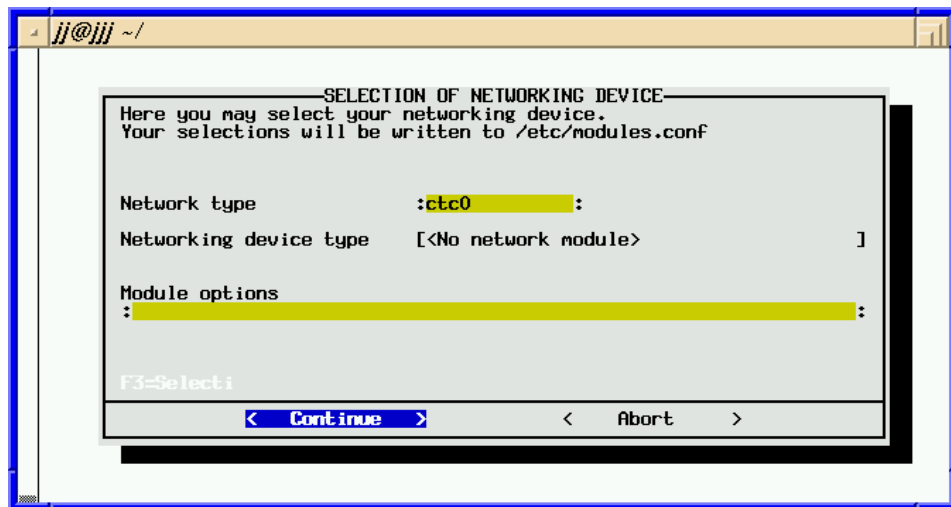 jj@jjj ~/
SELECTION OF NETWORKING DEVICE
Here you may select your networking device.
Your selections will be written to /etc/modules.conf
Network type :ctc0 :
Networking device type [<No network module> ]
Module options
: :
F3=Selecti
< Continue > < Abort >